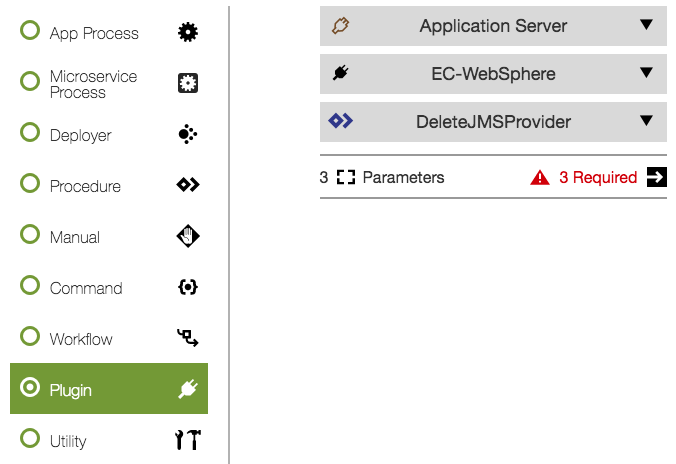 App Process
Microservice
Process
Deployer
Procedure
Manual
Command
Workflow
Plugin
Utility
Application Server
EC-WebSphere
DeleteJMSProvider
3 Parameters 3 Required